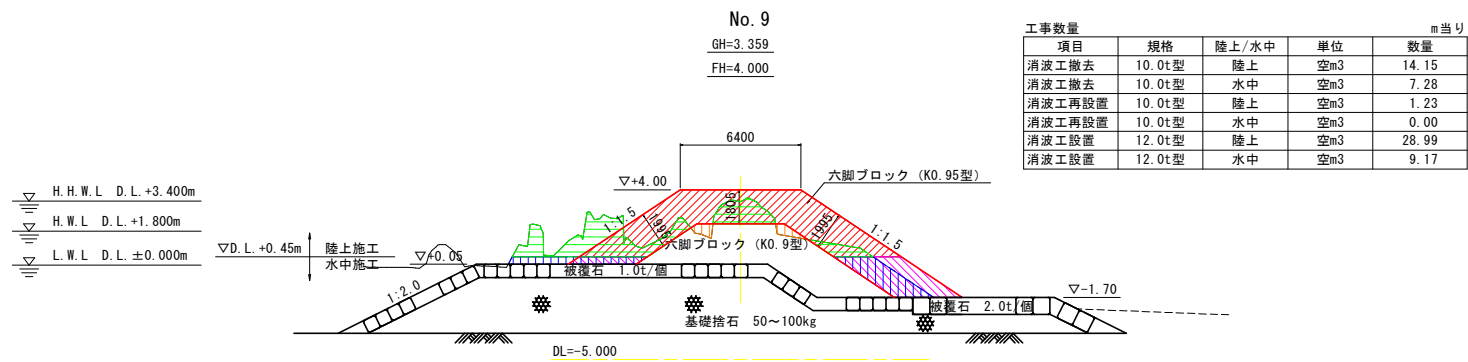 No. 9
GH=3.359
FH=4.000
工事数量 m当り
項目 規格 陸上/水中 単位 数量
消波工撤去 10.0t型 陸上 空m3 14.15
消波工撤去 10.0t型 水中 空m3 7.28
消波工再設置 10.0t型 陸上 空m3 1.23
消波工再設置 10.0t型 水中 空m3 0.00
消波工設置 12.0t型 陸上 空m3 28.99
消波工設置 12.0t型 水中 空m3 9.17
6400
六脚ブロック (K0.95型)
▽+4.00
H.H.W.L D.L.+3.400m
H.W.L D.L.+1.800m
L.W.L D.L.±0.000m
▽D.L.+0.45m
陸上施工
水中施工
▽+0.05
1:1.5
1995
1805
1995
1:1.5
六脚ブロック (K0.9型)
被覆石 1.0t/個
1:2.0
▽-1.70
被覆石 2.0t/個
基礎捨石 50～100kg
DL=-5.000